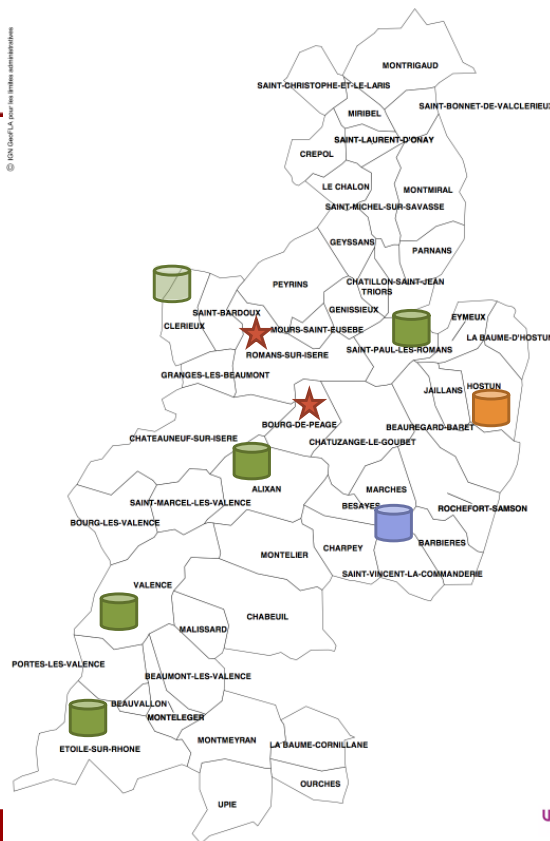 © IGN GeoFLA pour les limites administratives
MONTRIGAUD
SAINT-CHRISTOPHE-ET-LE-LARIS
SAINT-BONNET-DE-VALCLERIEUX
MIRIBEL
SAINT-LAURENT-D'ONAY
CREPOL
LE CHALON
MONTMIRAL
SAINT-MICHEL-SUR-SAVASSE
GEYSSANS
PARNANS
PEYRINS
CHATILLON-SAINT-JEAN
TRIORS
GENISSIEUX
SAINT-BARDOUX
EYMEUX
CLERIEUX
MOURS-SAINT-EUSEBE
LA BAUME-D'HOSTUN
SAINT-PAUL-LES-ROMANS
ROMANS-SUR-ISERE
GRANGES-LES-BEAUMONT
HOSTUN
JAILLANS
BOURG-DE-PEAGE
BEAUREGARD-BARET
CHATEAUNEUF-SUR-ISERE
CHATUZANGE-LE-GOUBET
ALIXAN
MARCHES
SAINT-MARCEL-LES-VALENCE
BESAYES
ROCHEFORT-SAMSON
BOURG-LES-VALENCE
BARBIERES
CHARPEY
MONTELIER
SAINT-VINCENT-LA-COMMANDERIE
VALENCE
CHABEUIL
MALISSARD
PORTES-LES-VALENCE
BEAUMONT-LES-VALENCE
BEAUVALLON
MONTELEGER
MONTMEYRAN
LA BAUME-CORNILLANE
ETOILE-SUR-RHONE
OURCHES
UPIE